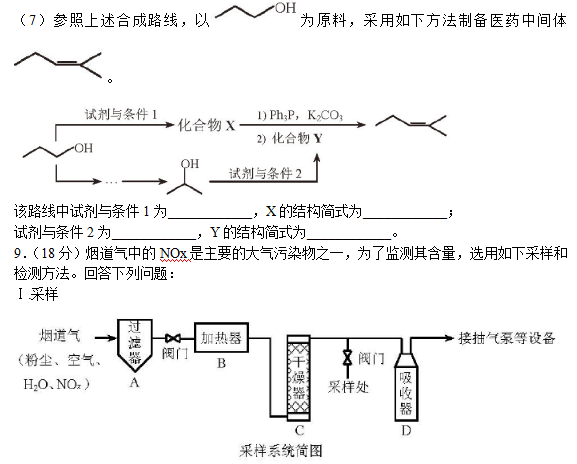 （7）参照上述合成路线，以 OH 为原料，采用如下方法制备医药中间体
。
试剂与条件1
化合物X
1) Ph₃P，K₂CO₃
2) 化合物Y
OH
OH
…
试剂与条件2
该路线中试剂与条件1为____________，X的结构简式为____________；
试剂与条件2为____________，Y的结构简式为____________。
9.（18分）烟道气中的NOx是主要的大气污染物之一，为了监测其含量，选用如下采样和
检测方法。回答下列问题：
Ⅰ.采样
烟道气
（粉尘、空气、
H₂O、NOₓ）
过滤器
A
阀门
加热器
B
干燥器
C
阀门
采样处
吸收器
D
接抽气泵等设备
采样系统简图